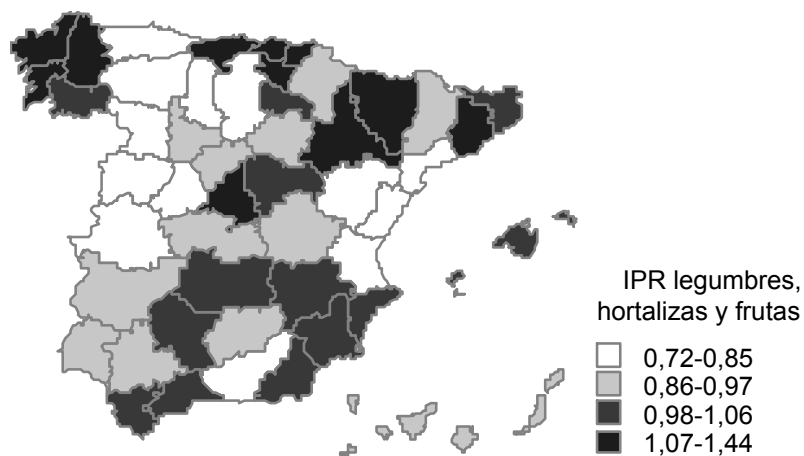 IPR legumbres,
hortalizas y frutas
0,72-0,85
0,86-0,97
0,98-1,06
1,07-1,44